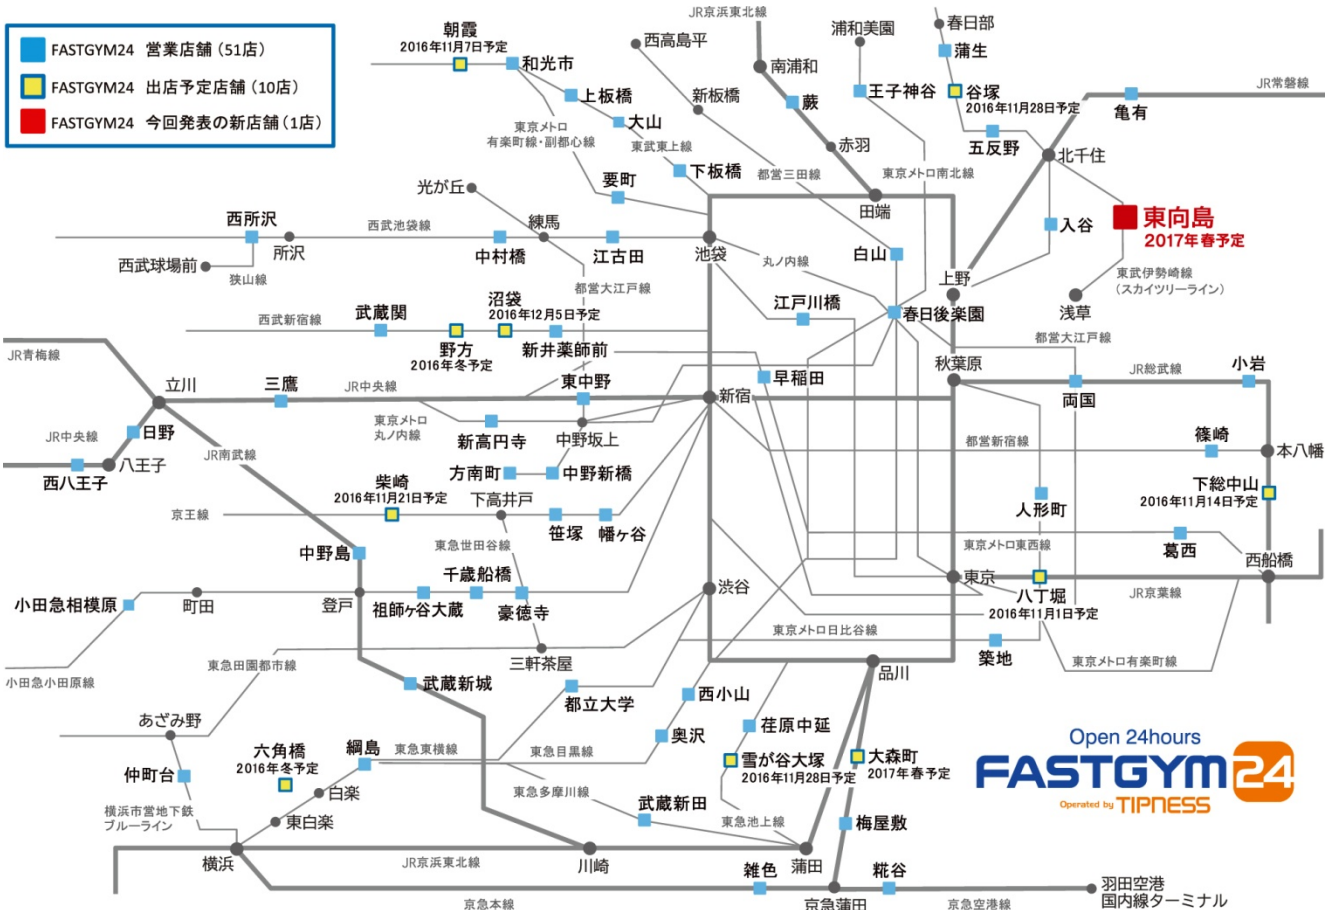 FASTGYM24 営業店舗（51店）
FASTGYM24 出店予定店舗（10店）
FASTGYM24 今回発表の新店舗（1店）
朝霞
2016年11月7日予定
和光市
上板橋
大山
下板橋
東京メトロ
有楽町線・副都心線
東武東上線
要町
西高島平
新板橋
都営三田線
JR京浜東北線
南浦和
蕨
赤羽
田端
浦和美園
王子神谷
東京メトロ南北線
春日部
蒲生
谷塚
2016年11月28日予定
五反野
北千住
JR常磐線
亀有
入谷
東向島
2017年春予定
東武伊勢崎線
（スカイツリーライン）
浅草
光が丘
練馬
西所沢
所沢
西武池袋線
西武球場前
狭山線
中村橋
江古田
池袋
丸ノ内線
白山
上野
都営大江戸線
江戸川橋
春日後楽園
都営大江戸線
武蔵関
沼袋
2016年12月5日予定
西武新宿線
野方
2016年冬予定
新井薬師前
JR青梅線
立川
三鷹
JR中央線
東中野
新宿
早稲田
秋葉原
両国
JR総武線
小岩
東京メトロ
丸ノ内線
新高円寺
中野坂上
日野
JR中央線
JR南武線
八王子
西八王子
方南町
中野新橋
都営新宿線
篠崎
本八幡
柴崎
2016年11月21日予定
下高井戸
京王線
笹塚
幡ヶ谷
人形町
下総中山
2016年11月14日予定
中野島
東急世田谷線
東京メトロ東西線
葛西
西船橋
千歳船橋
小田急相模原
町田
登戸
祖師ヶ谷大蔵
豪徳寺
渋谷
東京
八丁堀
2016年11月1日予定
JR京葉線
東京メトロ日比谷線
築地
東京メトロ有楽町線
三軒茶屋
東急田園都市線
小田急小田原線
品川
武蔵新城
都立大学
西小山
あざみ野
六角橋
2016年冬予定
綱島
東急東横線
東急目黒線
奥沢
荏原中延
雪が谷大塚
2016年11月28日予定
大森町
2017年春予定
仲町台
白楽
東急多摩川線
武蔵新田
東急池上線
梅屋敷
横浜市営地下鉄
ブルーライン
東白楽
横浜
JR京浜東北線
川崎
蒲田
雑色
糀谷
京急本線
京急蒲田
京急空港線
羽田空港
国内線ターミナル
Open 24hours
FASTGYM24
Operated by TIPNESS